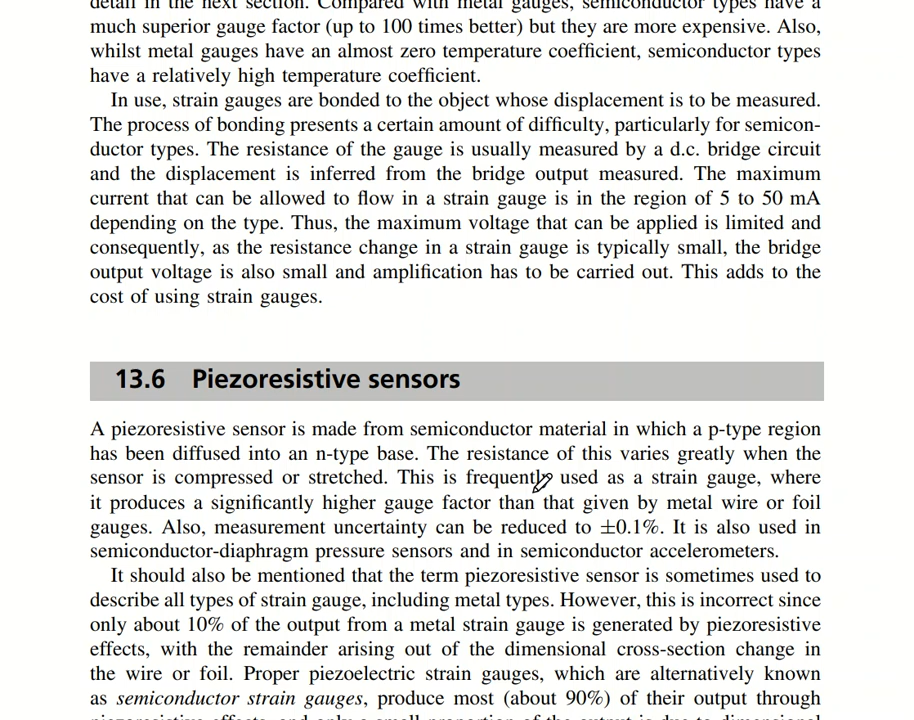 detail in the next section. Compared with metal gauges, semiconductor types have a
much superior gauge factor (up to 100 times better) but they are more expensive. Also,
whilst metal gauges have an almost zero temperature coefficient, semiconductor types
have a relatively high temperature coefficient.
In use, strain gauges are bonded to the object whose displacement is to be measured.
The process of bonding presents a certain amount of difficulty, particularly for semicon-
ductor types. The resistance of the gauge is usually measured by a d.c. bridge circuit
and the displacement is inferred from the bridge output measured. The maximum
current that can be allowed to flow in a strain gauge is in the region of 5 to 50 mA
depending on the type. Thus, the maximum voltage that can be applied is limited and
consequently, as the resistance change in a strain gauge is typically small, the bridge
output voltage is also small and amplification has to be carried out. This adds to the
cost of using strain gauges.
13.6 Piezoresistive sensors
A piezoresistive sensor is made from semiconductor material in which a p-type region
has been diffused into an n-type base. The resistance of this varies greatly when the
sensor is compressed or stretched. This is frequently used as a strain gauge, where
it produces a significantly higher gauge factor than that given by metal wire or foil
gauges. Also, measurement uncertainty can be reduced to ±0.1%. It is also used in
semiconductor-diaphragm pressure sensors and in semiconductor accelerometers.
It should also be mentioned that the term piezoresistive sensor is sometimes used to
describe all types of strain gauge, including metal types. However, this is incorrect since
only about 10% of the output from a metal strain gauge is generated by piezoresistive
effects, with the remainder arising out of the dimensional cross-section change in
the wire or foil. Proper piezoelectric strain gauges, which are alternatively known
as semiconductor strain gauges, produce most (about 90%) of their output through
piezoresistive effects, and only a small proportion of the output is due to dimensional